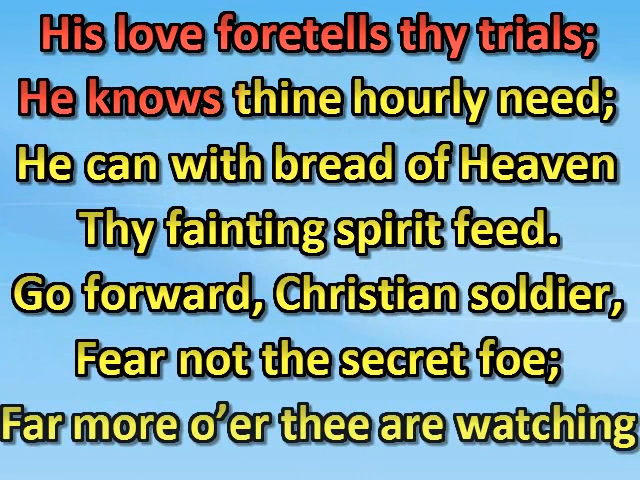 His love foretells thy trials;
He knows thine hourly need;
He can with bread of Heaven
Thy fainting spirit feed.
Go forward, Christian soldier,
Fear not the secret foe;
Far more o’er thee are watching